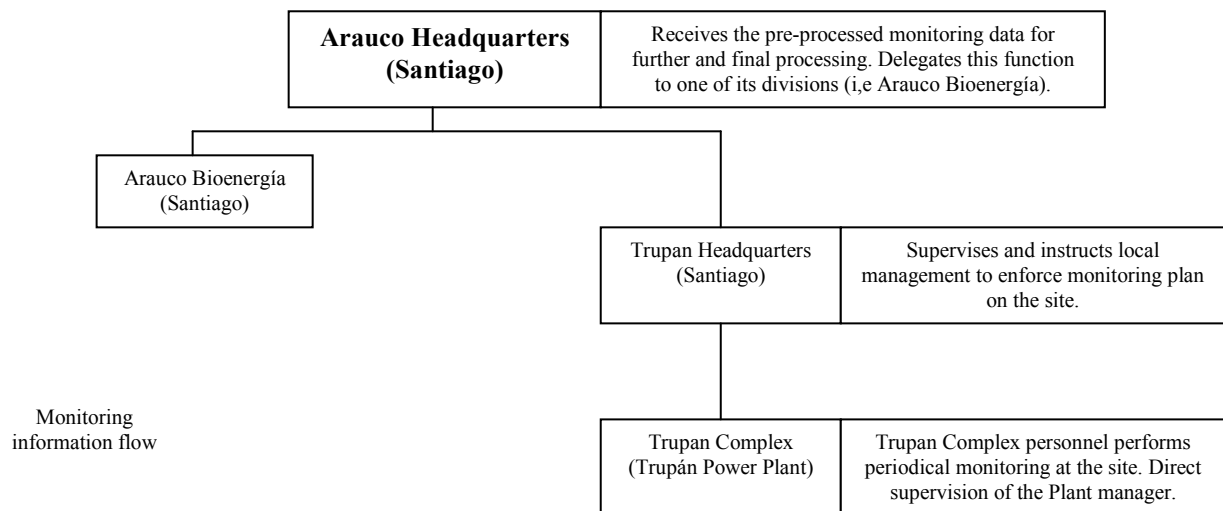 Arauco Headquarters
(Santiago)
Receives the pre-processed monitoring data for
further and final processing. Delegates this function
to one of its divisions (i,e Arauco Bioenergía).
Arauco Bioenergía
(Santiago)
Trupan Headquarters
(Santiago)
Supervises and instructs local
management to enforce monitoring plan
on the site.
Monitoring
information flow
Trupan Complex
(Trupán Power Plant)
Trupan Complex personnel performs
periodical monitoring at the site. Direct
supervision of the Plant manager.